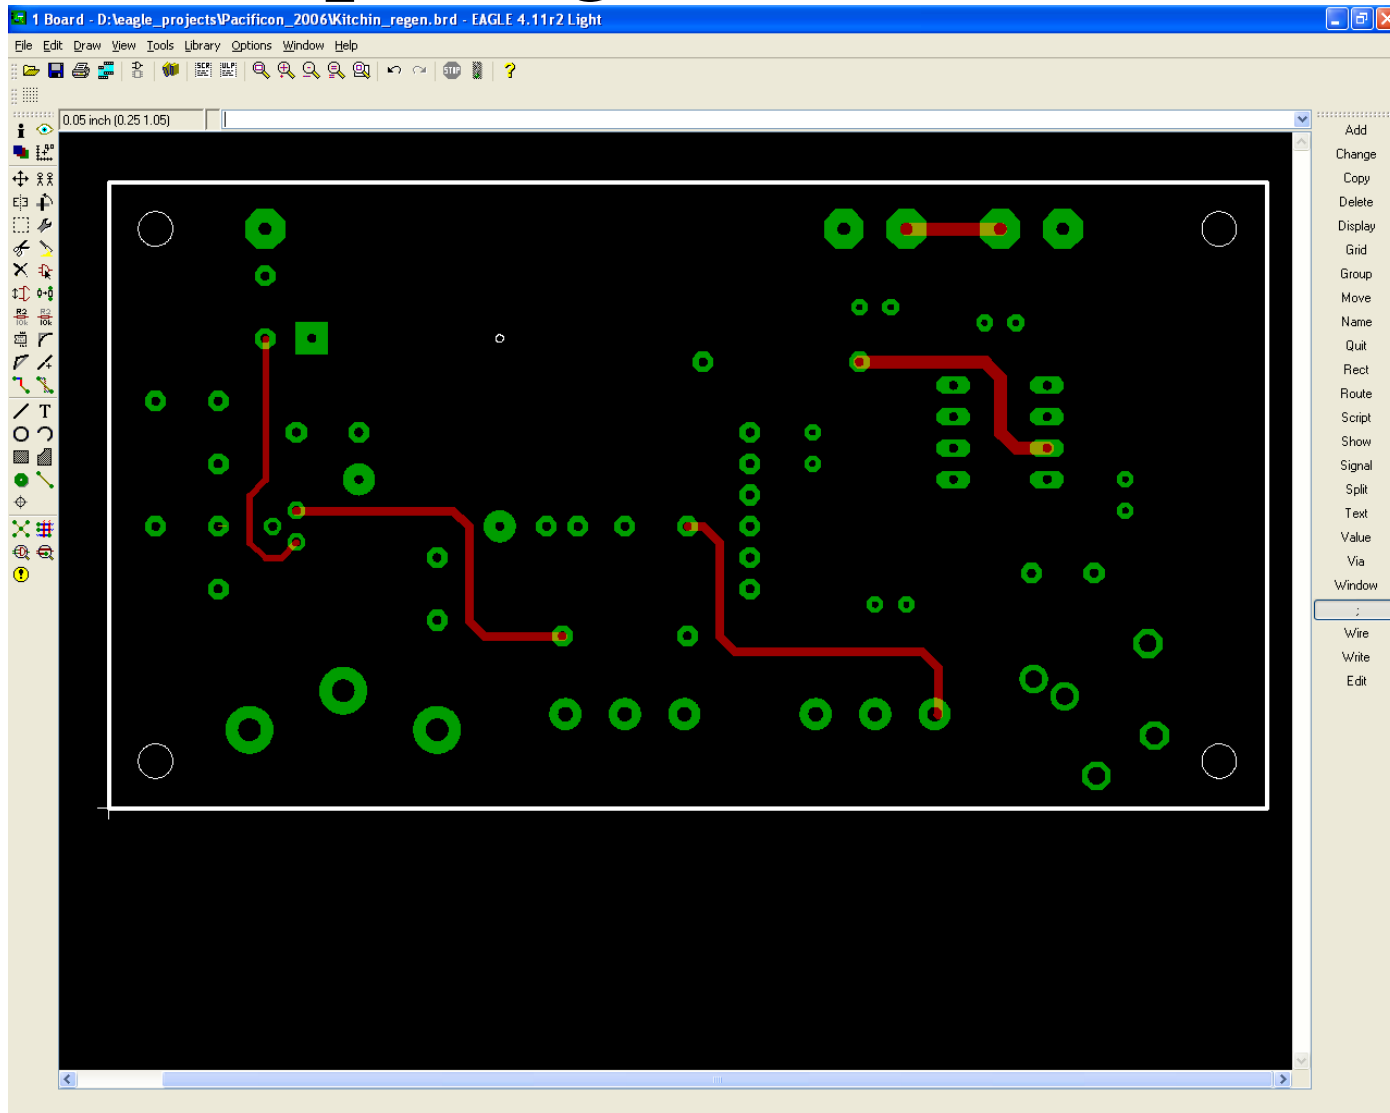 1 Board - D:\eagle_projects\Pacificon_2006\Kitchin_regen.brd - EAGLE 4.11r2 Light
File Edit Draw View Tools Library Options Window Help
STOP
0.05 inch (0.25 1.05)
Add
Change
Copy
Delete
Display
Grid
Group
Move
Name
Quit
Rect
Route
Script
Show
Signal
Split
Text
Value
Via
Window
;
Wire
Write
Edit